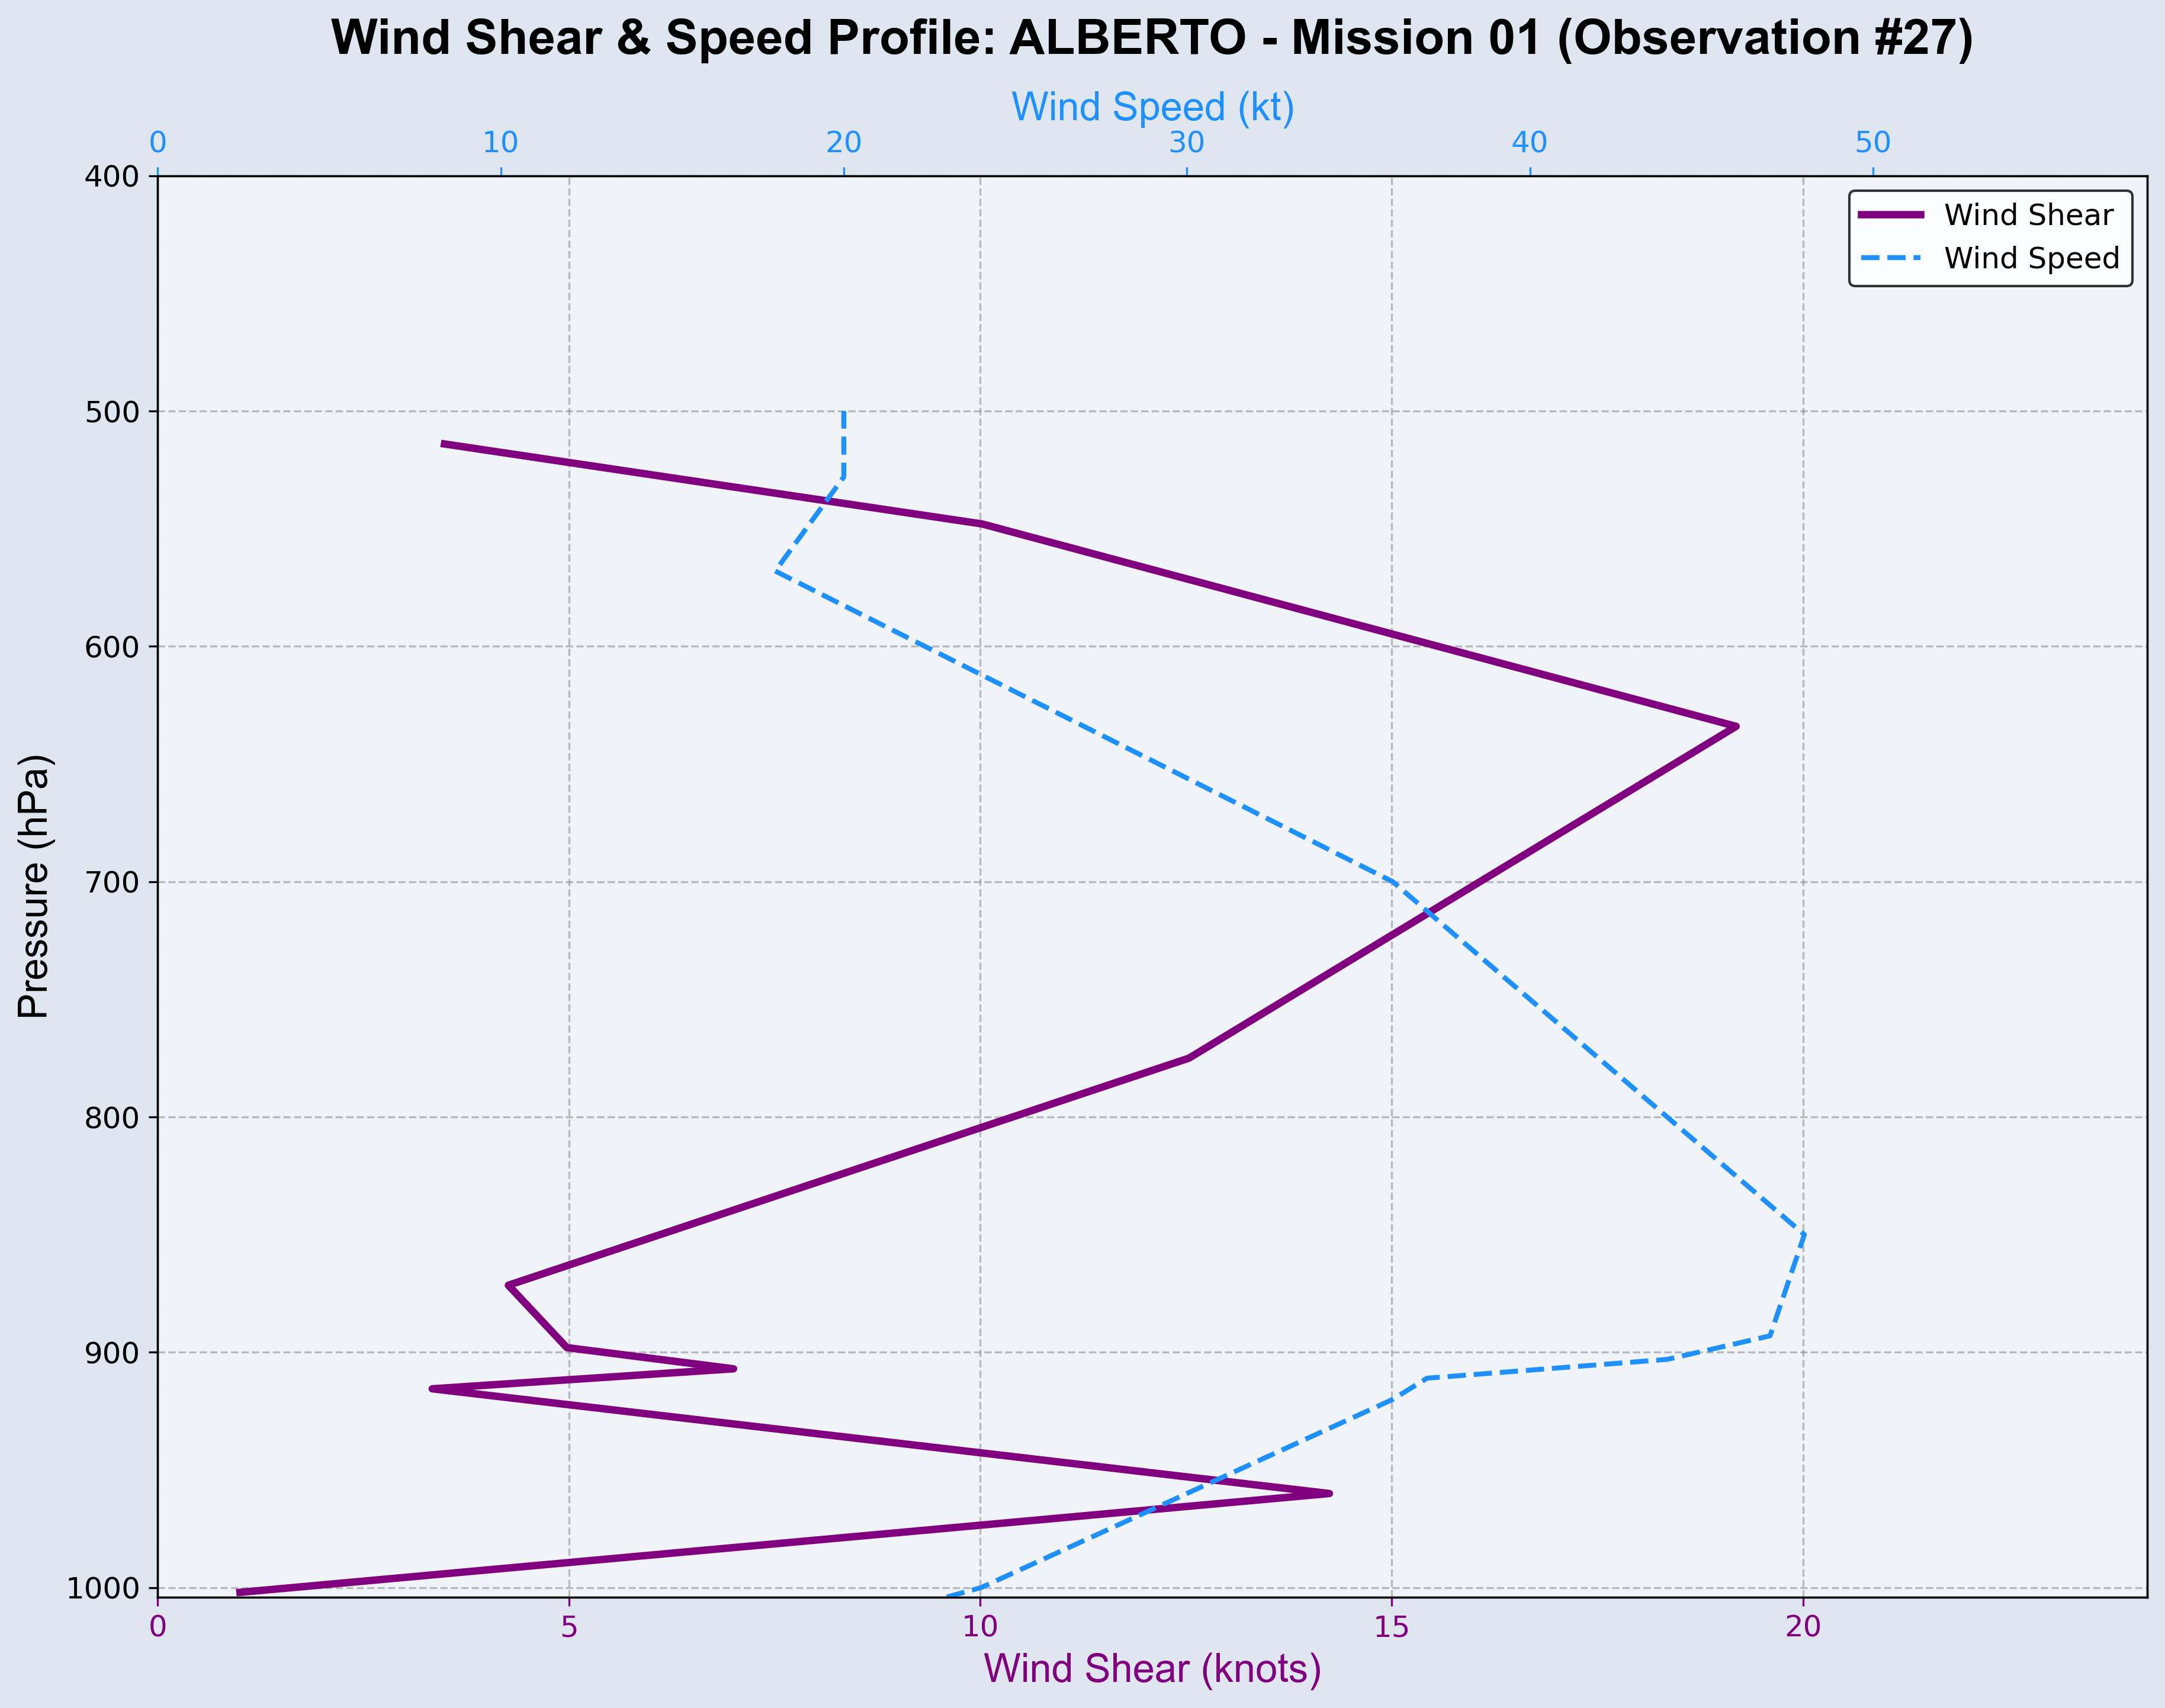 Wind Shear & Speed Profile: ALBERTO - Mission 01 (Observation #27)
Wind Speed (kt)
0 10 20 30 40 50
Wind Shear
Wind Speed
Pressure (hPa)
400
500
600
700
800
900
1000
0 5 10 15 20
Wind Shear (knots)